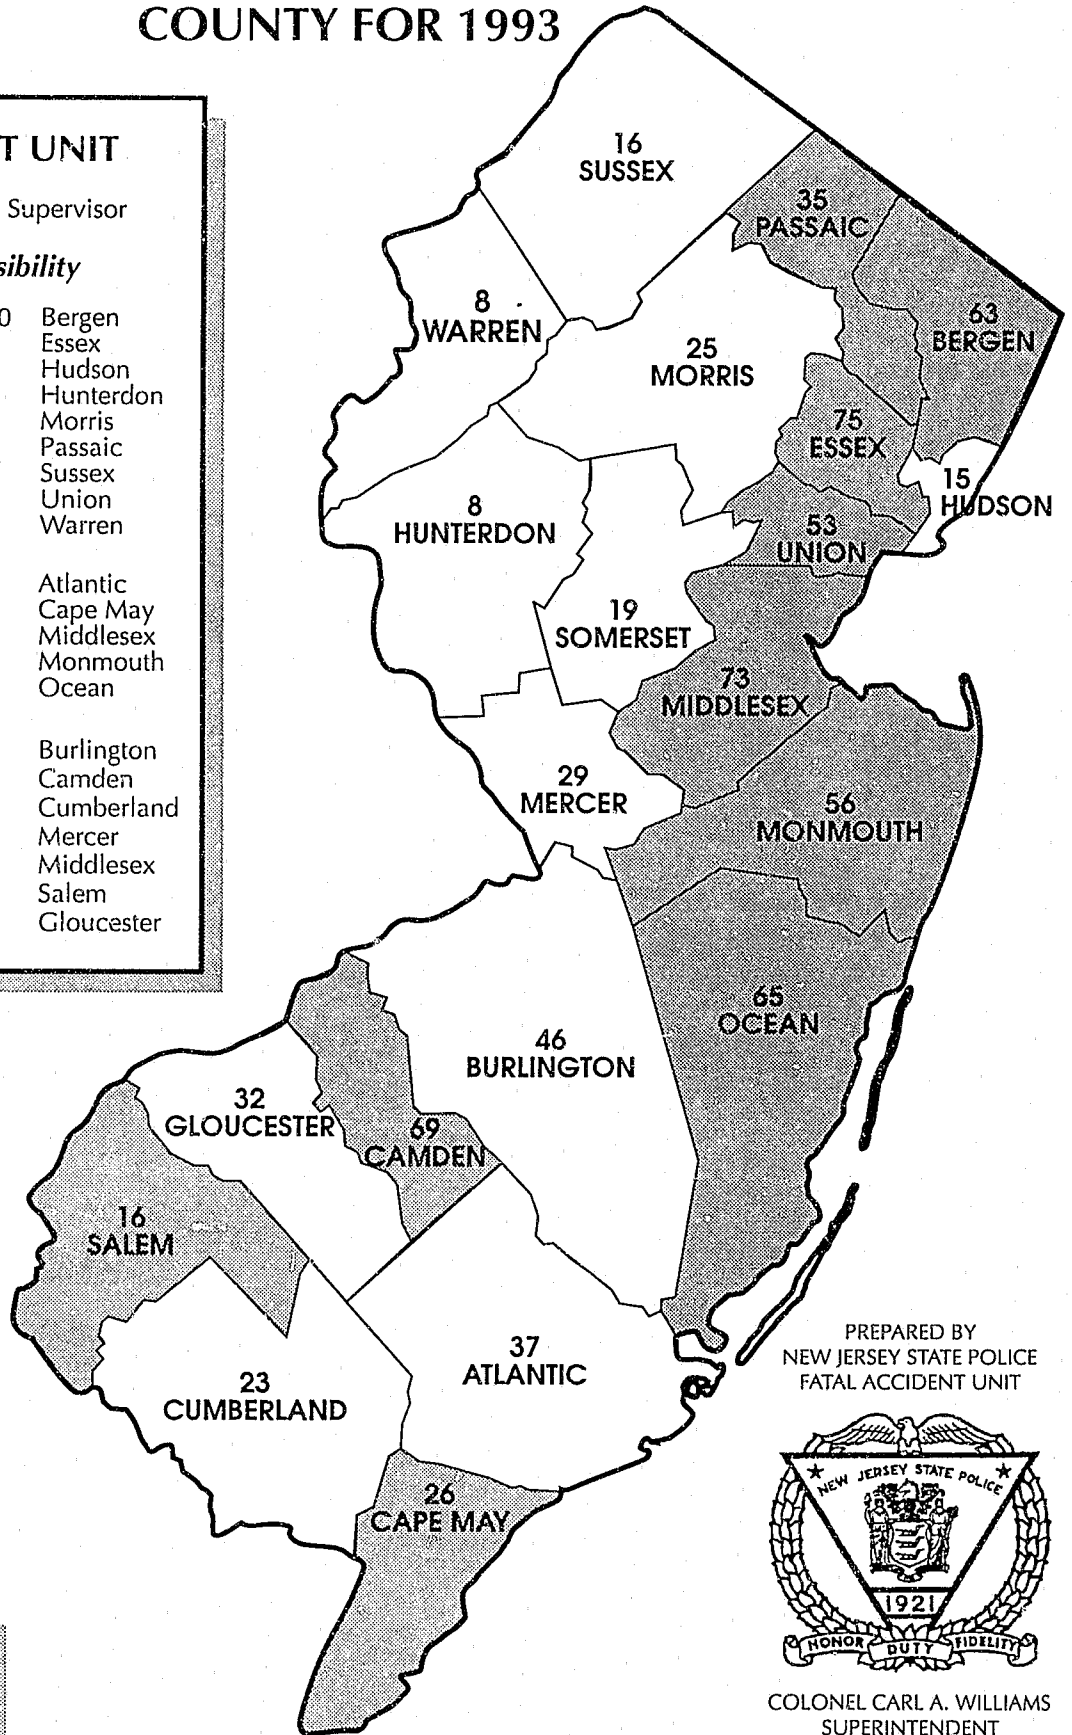 COUNTY FOR 1993
T UNIT
Supervisor
sibility
0 Bergen
Essex
Hudson
Hunterdon
Morris
Passaic
Sussex
Union
Warren
Atlantic
Cape May
Middlesex
Monmouth
Ocean
Burlington
Camden
Cumberland
Mercer
Middlesex
Salem
Gloucester
16
SUSSEX
35
PASSAIC
8
WARREN
63
BERGEN
25
MORRIS
75
ESSEX
15
HUDSON
8
HUNTERDON
53
UNION
19
SOMERSET
73
MIDDLESEX
29
MERCER
56
MONMOUTH
65
OCEAN
46
BURLINGTON
32
GLOUCESTER
69
CAMDEN
16
SALEM
37
ATLANTIC
23
CUMBERLAND
26
CAPE MAY
PREPARED BY
NEW JERSEY STATE POLICE
FATAL ACCIDENT UNIT
NEW JERSEY STATE POLICE
1921
HONOR DUTY FIDELITY
COLONEL CARL A. WILLIAMS
SUPERINTENDENT